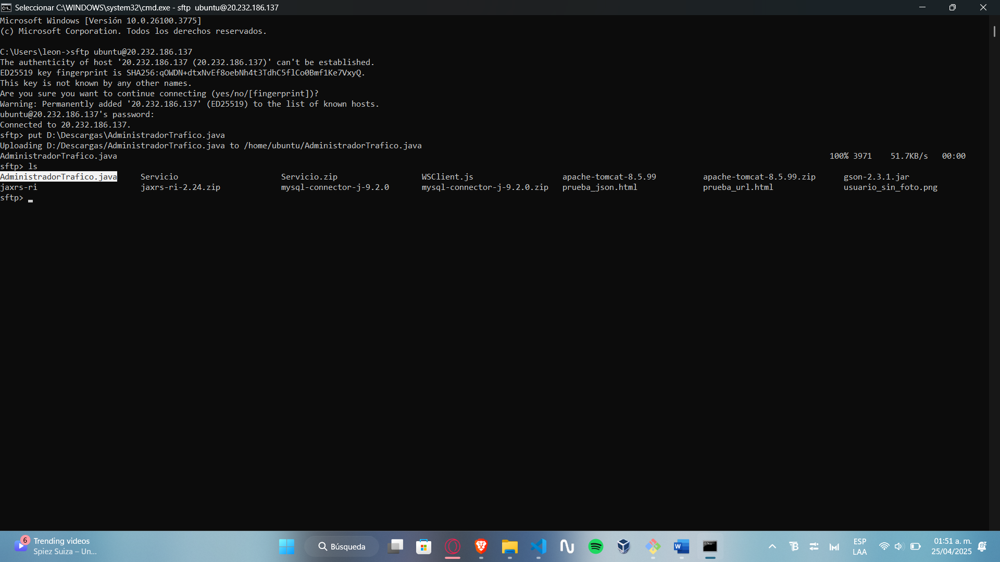 Seleccionar C:\WINDOWS\system32\cmd.exe - sftp  ubuntu@20.232.186.137
Microsoft Windows [Versión 10.0.26100.3775]
(c) Microsoft Corporation. Todos los derechos reservados.
C:\Users\leon->sftp ubuntu@20.232.186.137
The authenticity of host '20.232.186.137 (20.232.186.137)' can't be established.
ED25519 key fingerprint is SHA256:qOWDN+dtxNvEf8oebNh4t3TdhC5flCo0Bmf1Ke7VxyQ.
This key is not known by any other names.
Are you sure you want to continue connecting (yes/no/[fingerprint])?
Warning: Permanently added '20.232.186.137' (ED25519) to the list of known hosts.
ubuntu@20.232.186.137's password:
Connected to 20.232.186.137.
sftp> put D:\Descargas\AdministradorTrafico.java
Uploading D:/Descargas/AdministradorTrafico.java to /home/ubuntu/AdministradorTrafico.java
AdministradorTrafico.java 100% 3971 51.7KB/s 00:00
sftp> ls
AdministradorTrafico.java Servicio Servicio.zip WSClient.js apache-tomcat-8.5.99 apache-tomcat-8.5.99.zip gson-2.3.1.jar
jaxrs-ri jaxrs-ri-2.24.zip mysql-connector-j-9.2.0 mysql-connector-j-9.2.0.zip prueba_json.html prueba_url.html usuario_sin_foto.png
sftp>
6
Trending videos
Spiez Suiza – Un...
Búsqueda
ESP
LAA
01:51 a. m.
25/04/2025